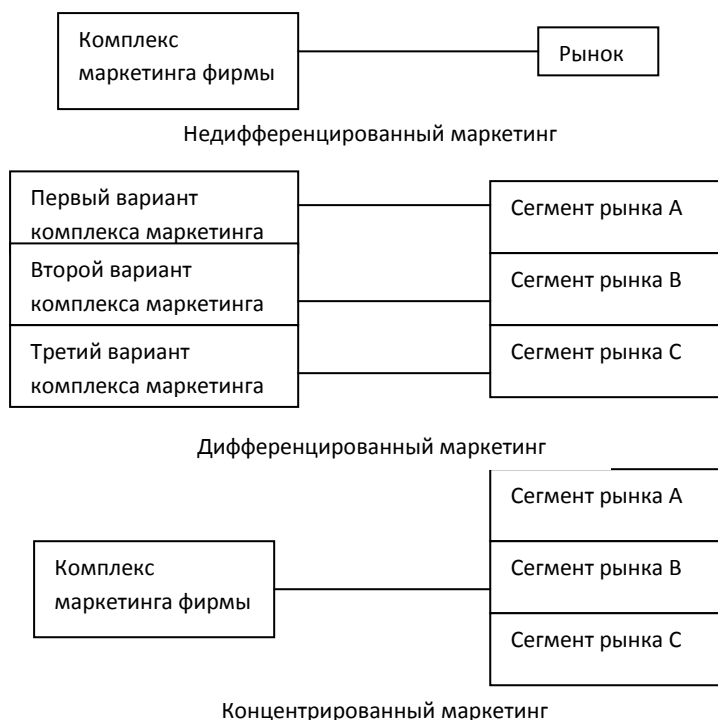 Комплекс
маркетинга фирмы
Рынок
Недифференцированный маркетинг
Первый вариант
комплекса маркетинга
Сегмент рынка А
Второй вариант
комплекса маркетинга
Сегмент рынка В
Третий вариант
комплекса маркетинга
Сегмент рынка С
Дифференцированный маркетинг
Сегмент рынка А
Комплекс
маркетинга фирмы
Сегмент рынка В
Сегмент рынка С
Концентрированный маркетинг